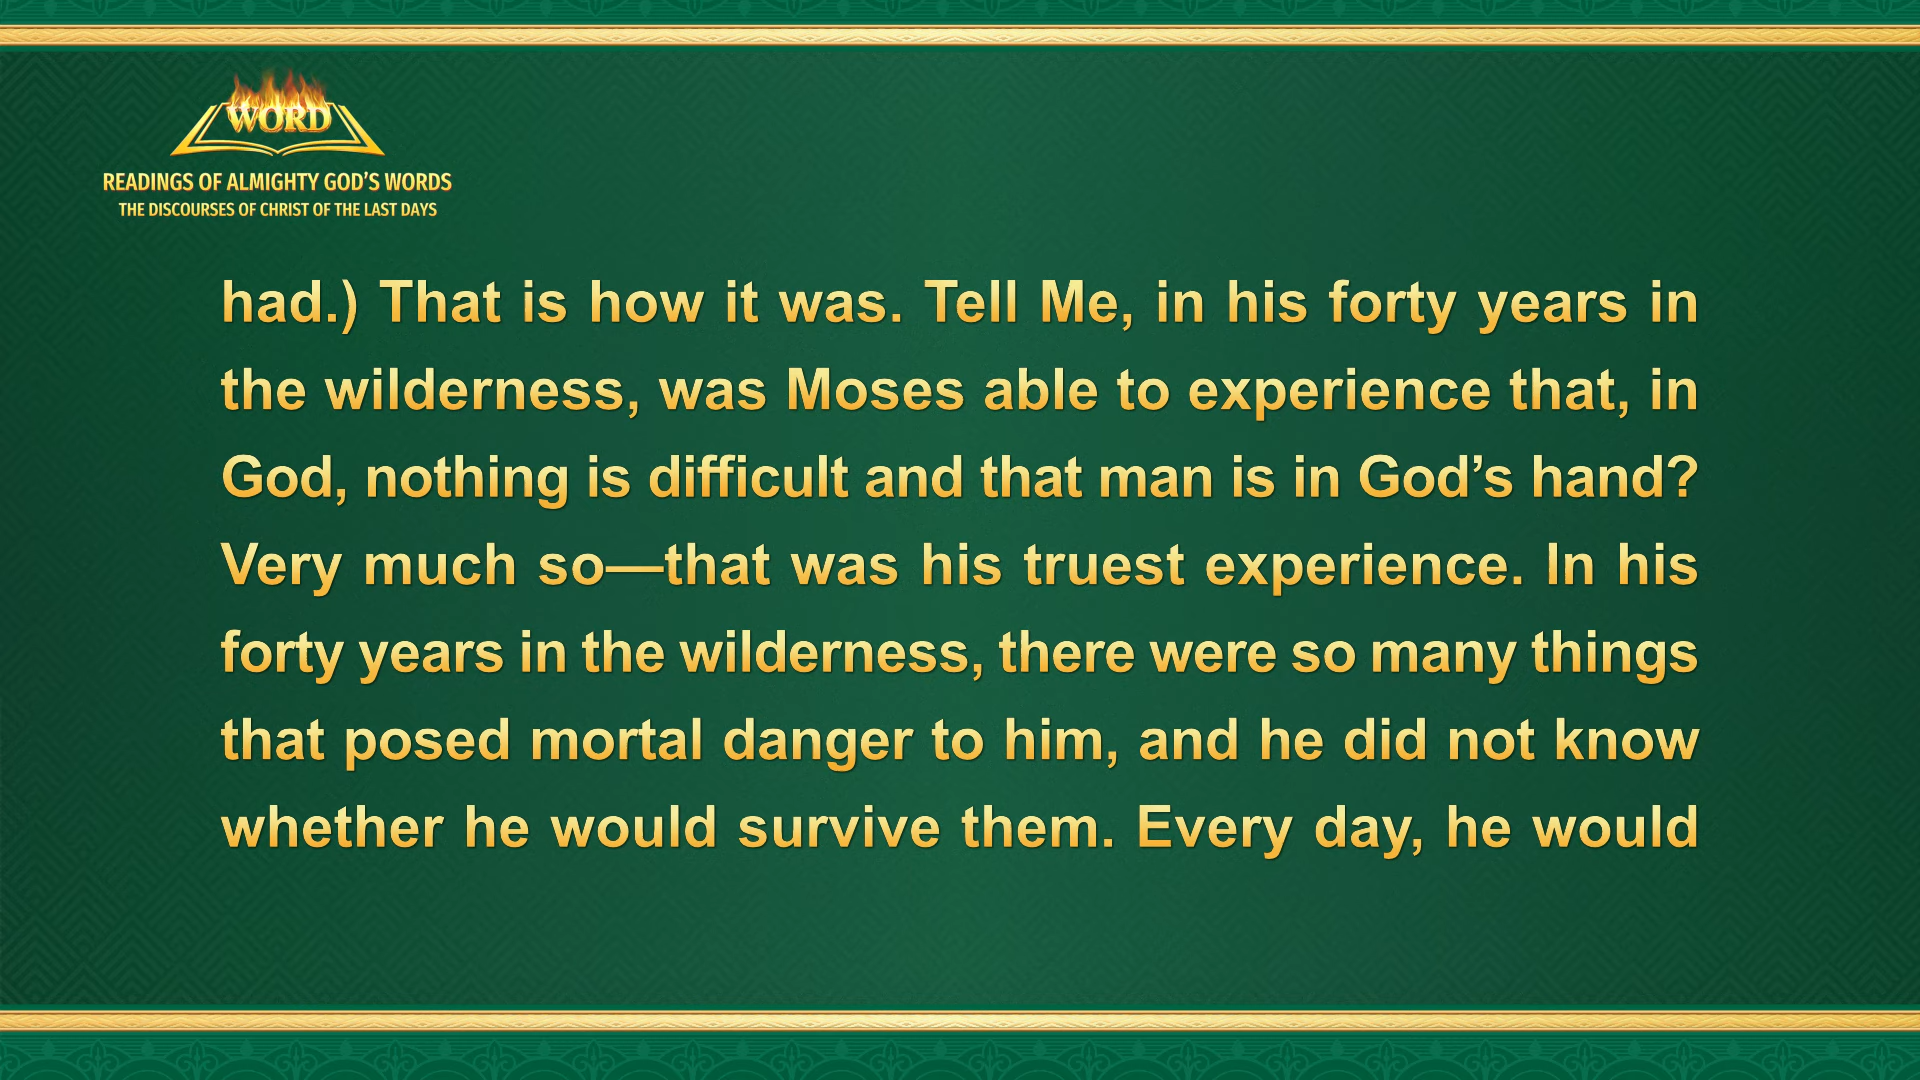 WORD
READINGS OF ALMIGHTY GOD’S WORDS
THE DISCOURSES OF CHRIST OF THE LAST DAYS
had.) That is how it was. Tell Me, in his forty years in
the wilderness, was Moses able to experience that, in
God, nothing is difficult and that man is in God’s hand?
Very much so—that was his truest experience. In his
forty years in the wilderness, there were so many things
that posed mortal danger to him, and he did not know
whether he would survive them. Every day, he would